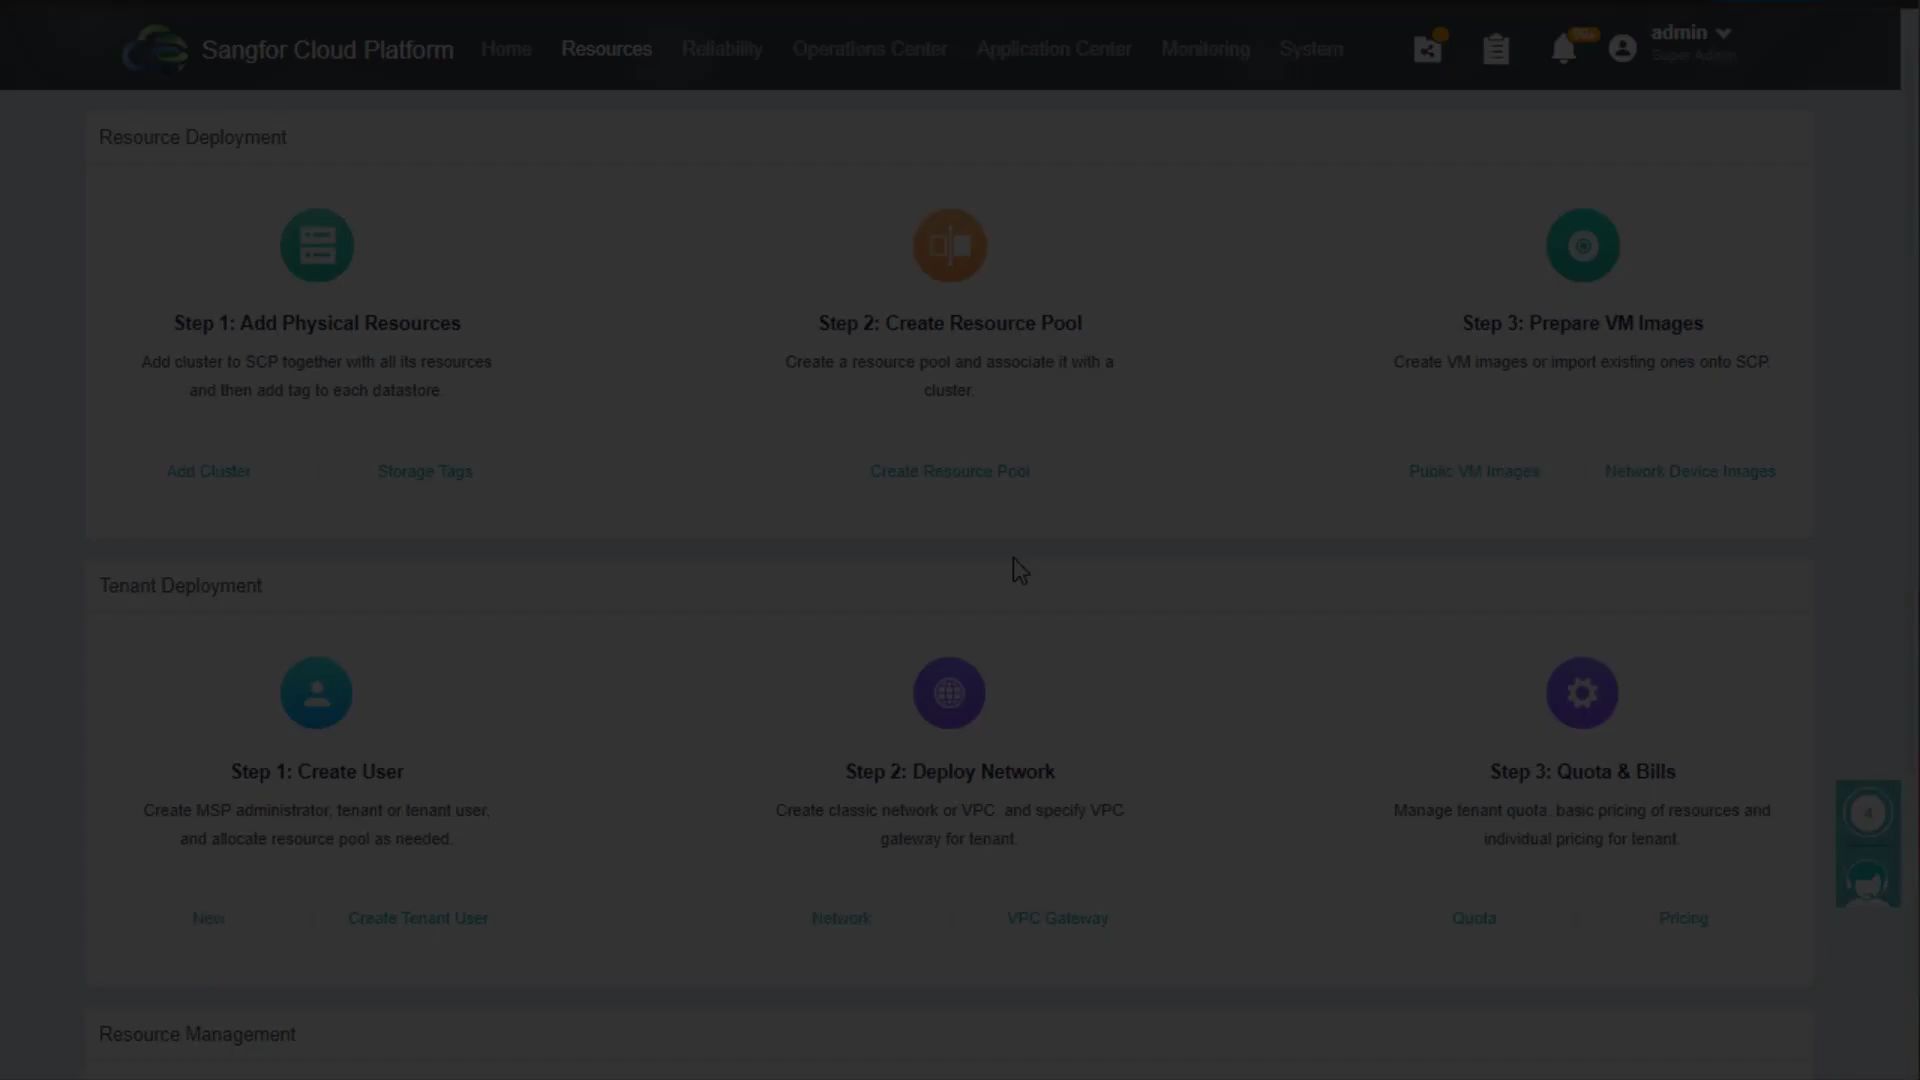 Sangfor Cloud Platform Home Resources Reliability Operations Center Application Center Monitoring System admin
Super Admin
Resource Deployment
Step 1: Add Physical Resources Step 2: Create Resource Pool Step 3: Prepare VM Images
Add cluster to SCP together with all its resources Create a resource pool and associate it with a Create VM images or import existing ones onto SCP.
and then add tag to each datastore. cluster.
Add Cluster Storage Tags Create Resource Pool Public VM Images Network Device Images
Tenant Deployment
Step 1: Create User Step 2: Deploy Network Step 3: Quota & Bills
Create MSP administrator, tenant or tenant user, Create classic network or VPC, and specify VPC Manage tenant quota, basic pricing of resources and
and allocate resource pool as needed. gateway for tenant. individual pricing for tenant.
4
New Create Tenant User Network VPC Gateway Quota Pricing
Resource Management